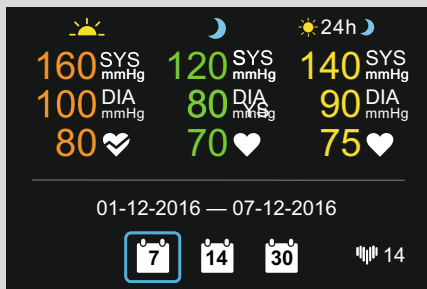 24h
160 SYS mmHg 120 SYS mmHg 140 SYS mmHg
100 DIA mmHg 80 DIA mmHg 90 DIA mmHg
80 70 75
01-12-2016 — 07-12-2016
7 14 30 14